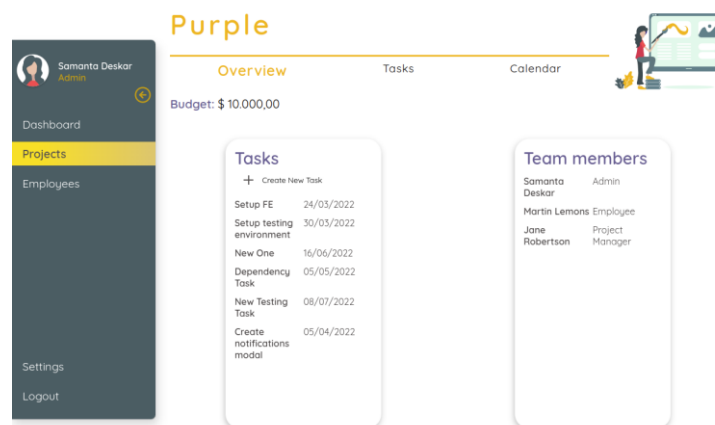 Purple
Samanta Deskar
Admin
Overview
Tasks
Calendar
Budget: $ 10.000,00
Dashboard
Projects
Employees
Settings
Logout
Tasks
+ Create New Task
Setup FE 24/03/2022
Setup testing 30/03/2022
environment
New One 16/06/2022
Dependency 05/05/2022
Task
New Testing 08/07/2022
Task
Create 05/04/2022
notifications
modal
Team members
Samanta Admin
Deskar
Martin Lemons Employee
Jane Project
Robertson Manager